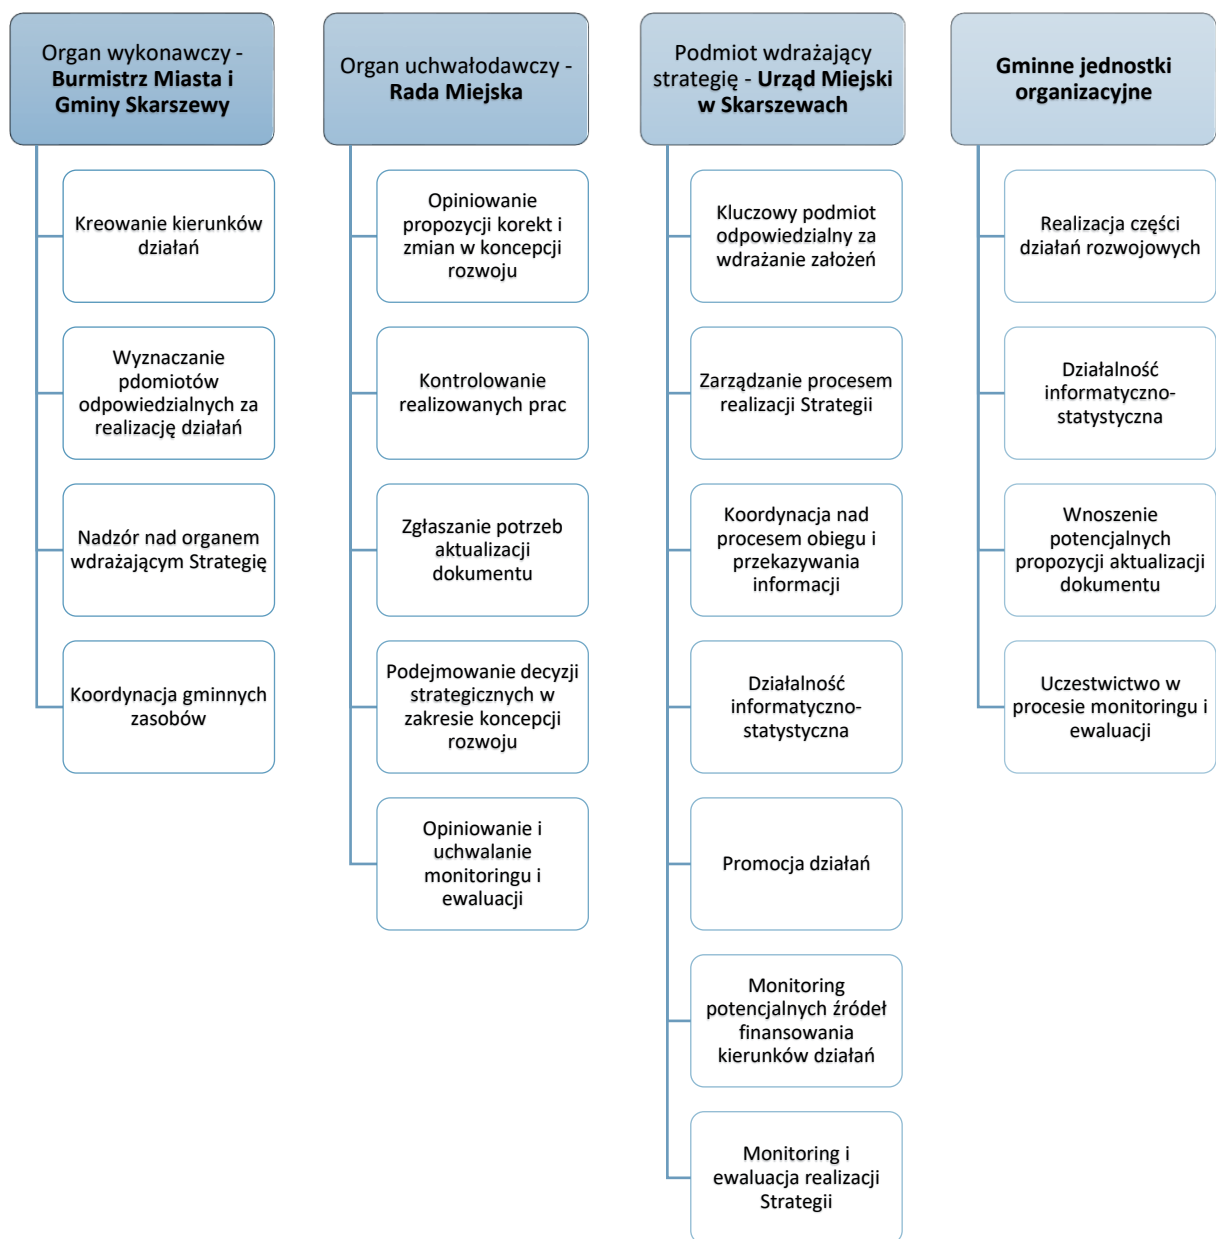 Organ wykonawczy -
Burmistrz Miasta i
Gminy Skarszewy
Kreowanie kierunków
działań
Wyznaczanie
pdomiotów
odpowiedzialnych za
realizację działań
Nadzór nad organem
wdrażającym Strategię
Koordynacja gminnych
zasobów
Organ uchwałodawczy -
Rada Miejska
Opiniowanie
propozycji korekt i
zmian w koncepcji
rozwoju
Kontrolowanie
realizowanych prac
Zgłaszanie potrzeb
aktualizacji
dokumentu
Podejmowanie decyzji
strategicznych w
zakresie koncepcji
rozwoju
Opiniowanie i
uchwalanie
monitoringu i
ewaluacji
Podmiot wdrażający
strategię - Urząd Miejski
w Skarszewach
Kluczowy podmiot
odpowiedzialny za
wdrażanie założeń
Zarządzanie procesem
realizacji Strategii
Koordynacja nad
procesem obiegu i
przekazywania
informacji
Działalność
informatyczno-
statystyczna
Promocja działań
Monitoring
potencjalnych źródeł
finansowania
kierunków działań
Monitoring i
ewaluacja realizacji
Strategii
Gminne jednostki
organizacyjne
Realizacja części
działań rozwojowych
Działalność
informatyczno-
statystyczna
Wnoszenie
potencjalnych
propozycji aktualizacji
dokumentu
Uczestwictwo w
procesie monitoringu i
ewaluacji